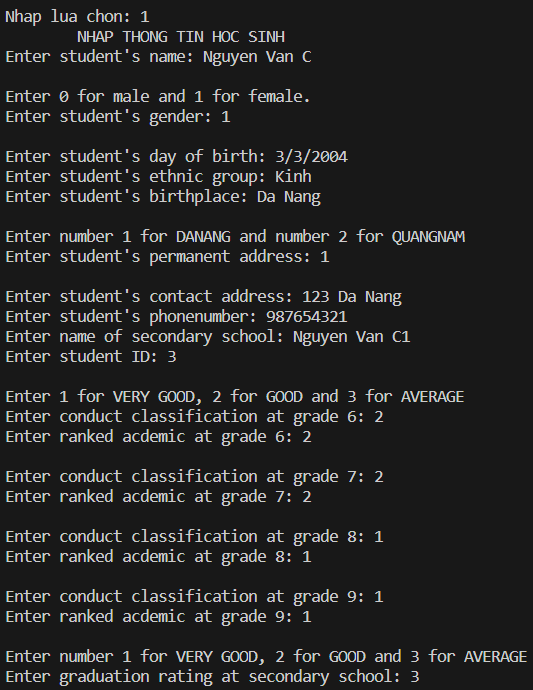 Nhap lua chon: 1
NHAP THONG TIN HOC SINH
Enter student's name: Nguyen Van C
Enter 0 for male and 1 for female.
Enter student's gender: 1
Enter student's day of birth: 3/3/2004
Enter student's ethnic group: Kinh
Enter student's birthplace: Da Nang
Enter number 1 for DANANG and number 2 for QUANGNAM
Enter student's permanent address: 1
Enter student's contact address: 123 Da Nang
Enter student's phonenumber: 987654321
Enter name of secondary school: Nguyen Van C1
Enter student ID: 3
Enter 1 for VERY GOOD, 2 for GOOD and 3 for AVERAGE
Enter conduct classification at grade 6: 2
Enter ranked acdemic at grade 6: 2
Enter conduct classification at grade 7: 2
Enter ranked acdemic at grade 7: 2
Enter conduct classification at grade 8: 1
Enter ranked acdemic at grade 8: 1
Enter conduct classification at grade 9: 1
Enter ranked acdemic at grade 9: 1
Enter number 1 for VERY GOOD, 2 for GOOD and 3 for AVERAGE
Enter graduation rating at secondary school: 3